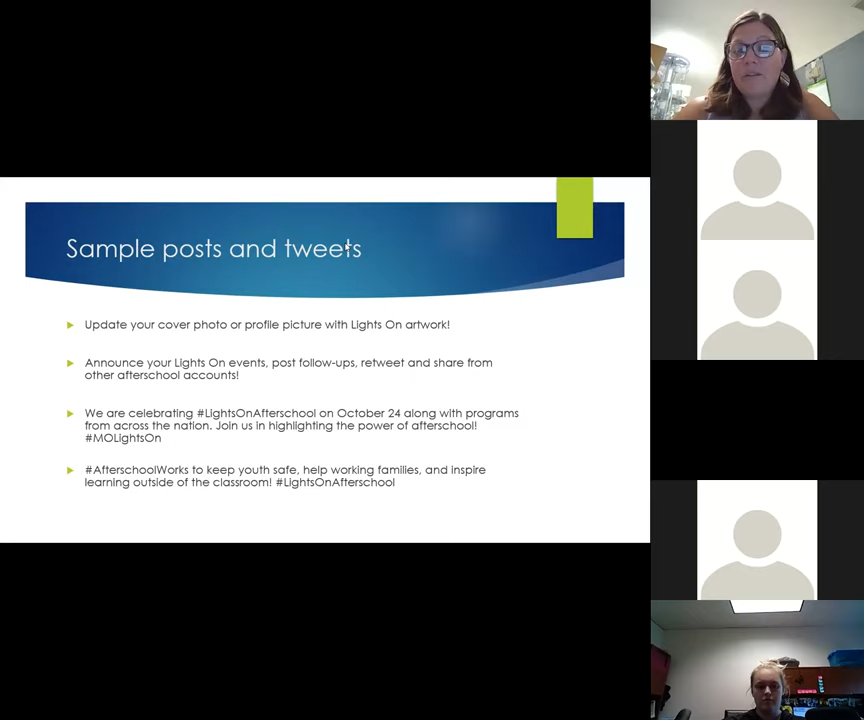 Sample posts and tweets
Update your cover photo or profile picture with Lights On artwork!
Announce your Lights On events, post follow-ups, retweet and share from
other afterschool accounts!
We are celebrating #LightsOnAfterschool on October 24 along with programs
from across the nation. Join us in highlighting the power of afterschool!
#MOLightsOn
#AfterschoolWorks to keep youth safe, help working families, and inspire
learning outside of the classroom! #LightsOnAfterschool